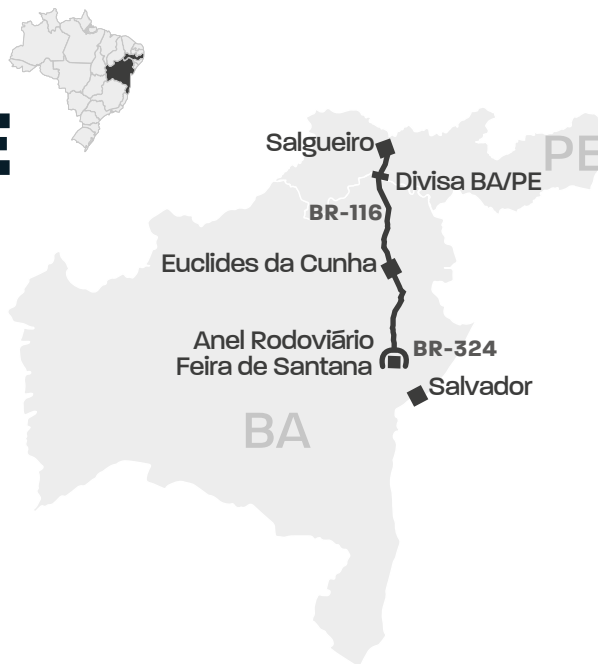 E
Salgueiro
PE
Divisa BA/PE
BR-116
Euclides da Cunha
Anel Rodoviário
Feira de Santana
BR-324
Salvador
BA